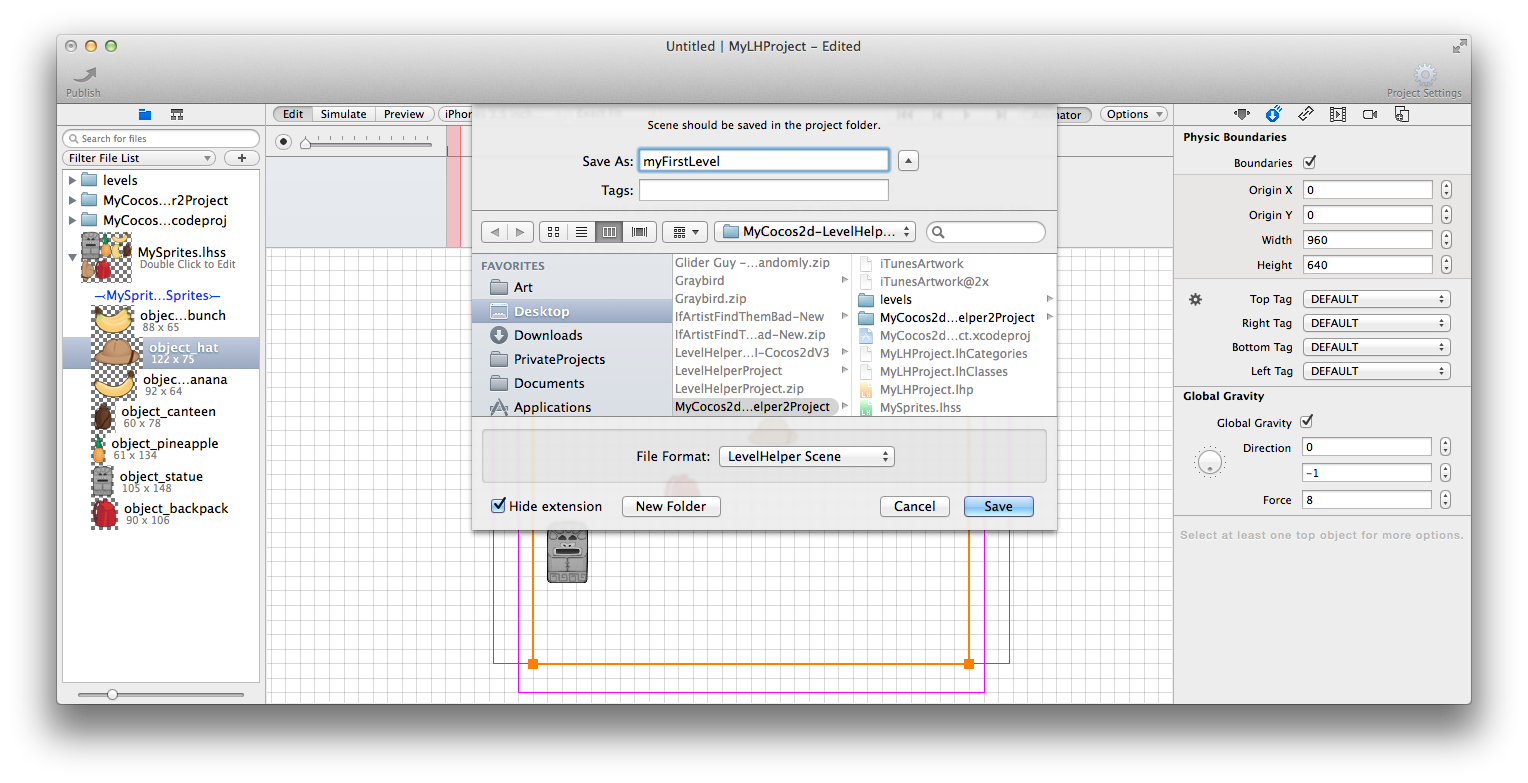 Untitled | MyLHProject – Edited
Publish
Project Settings
Edit Simulate Preview
Options
Search for files
Filter File List
levels
MyCocos...r2Project
MyCocos...codeproj
MySprites.lhss
Double Click to Edit
MySprit...Sprites
objec...bunch
88 x 65
object_hat
122 x 75
objec...anana
92 x 64
object_canteen
60 x 78
object_pineapple
61 x 134
object_statue
105 x 148
object_backpack
90 x 106
Scene should be saved in the project folder.
Save As: myFirstLevel
Tags:
MyCocos2d-LevelHelp...
FAVORITES
Art
Desktop
Downloads
PrivateProjects
Documents
Applications
Glider Guy -...andomly.zip
Graybird
Graybird.zip
IfArtistFindThemBad-New
IfArtistFindT...ad-New.zip
LevelHelper...l-Cocos2dV3
LevelHelperProject
LevelHelperProject.zip
MyCocos2d...elper2Project
iTunesArtwork
iTunesArtwork@2x
levels
MyCocos2d...elper2Project
MyCocos2d...ct.xcodeproj
MyLHProject.lhCategories
MyLHProject.lhClasses
MyLHProject.lhp
MySprites.lhss
File Format: LevelHelper Scene
Hide extension
New Folder
Cancel
Save
Physic Boundaries
Boundaries
Origin X 0
Origin Y 0
Width 960
Height 640
Top Tag DEFAULT
Right Tag DEFAULT
Bottom Tag DEFAULT
Left Tag DEFAULT
Global Gravity
Global Gravity
Direction 0
-1
Force 8
Select at least one top object for more options.